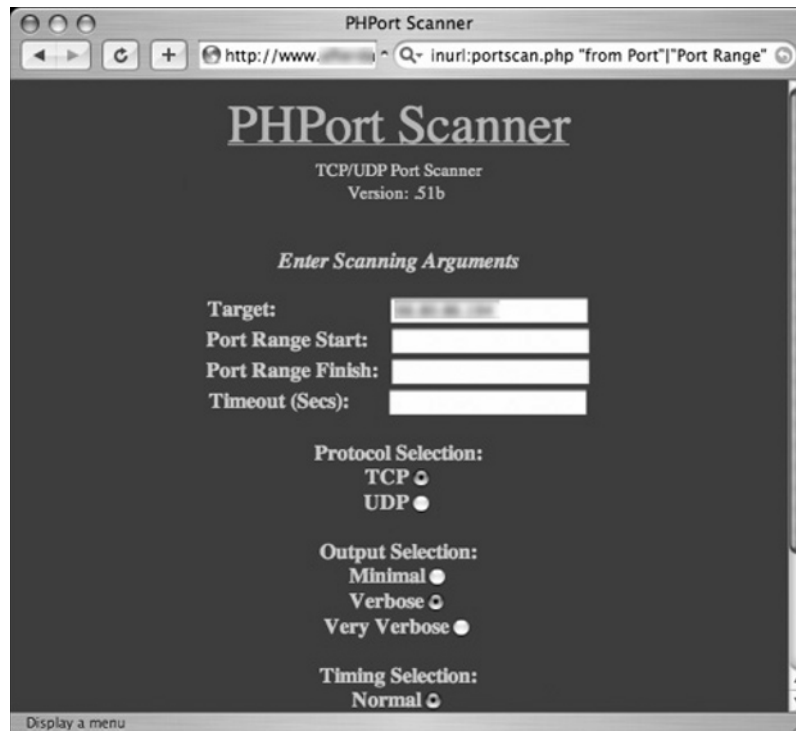 PHPort Scanner
http://www.
inurl:portscan.php "from Port"|"Port Range"
PHPort Scanner
TCP/UDP Port Scanner
Version: .51b
Enter Scanning Arguments
Target:
Port Range Start:
Port Range Finish:
Timeout (Secs):
Protocol Selection:
TCP
UDP
Output Selection:
Minimal
Verbose
Very Verbose
Timing Selection:
Normal
Display a menu